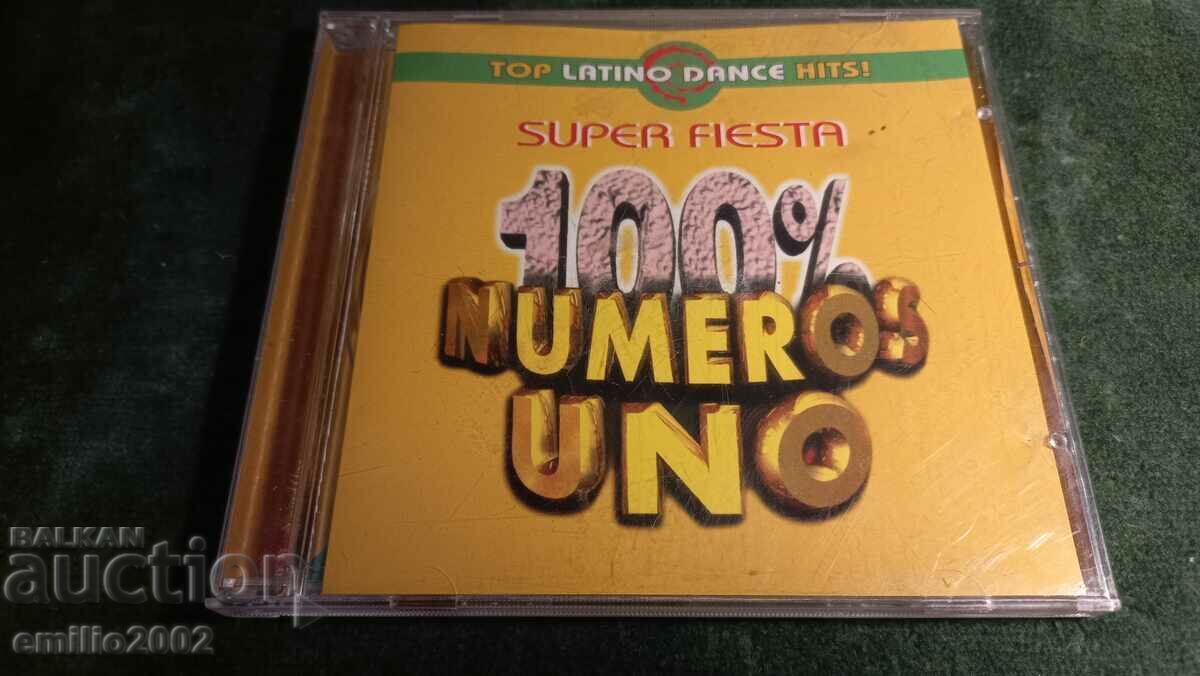 TOP LATINO DANCE HITS!
SUPER FIESTA
100%
NUMEROS
UNO
BALKAN
auction
emilio2002